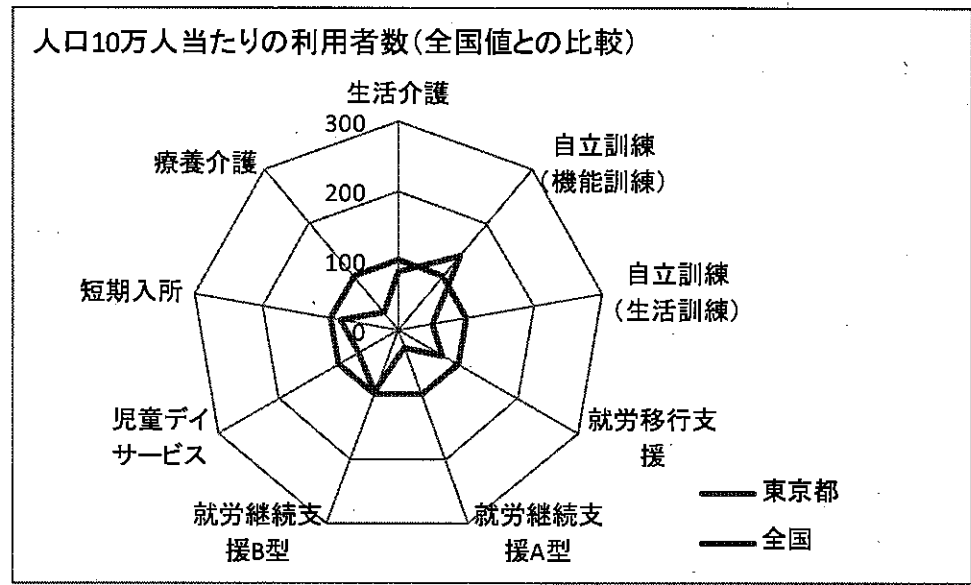 人口10万人当たりの利用者数(全国値との比較)
生活介護
300
自立訓練
(機能訓練)
療養介護
200
100
自立訓練
(生活訓練)
短期入所
0
児童デイ
サービス
就労移行支
援
就労継続支
援B型
就労継続支
援A型
東京都
全国